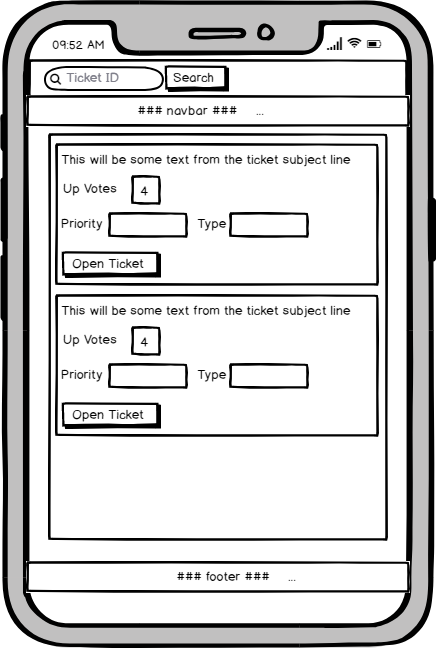 09:52 AM
Ticket ID Search
### navbar ### ...
This will be some text from the ticket subject line
Up Votes 4
Priority Type
Open Ticket
This will be some text from the ticket subject line
Up Votes 4
Priority Type
Open Ticket
### footer ### ...